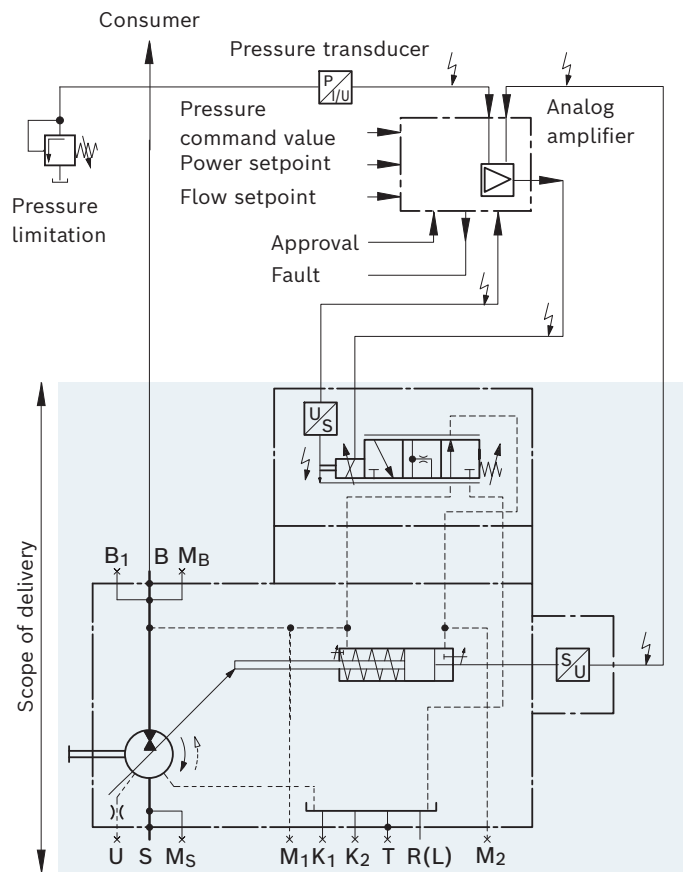 Consumer
Pressure transducer
P
I/U
Pressure
command value
Power setpoint
Flow setpoint
Analog
amplifier
Pressure
limitation
Approval
Fault
U
S
Scope of delivery
B1 B MB
S
U
U S MS M1 K1 K2 T R(L) M2